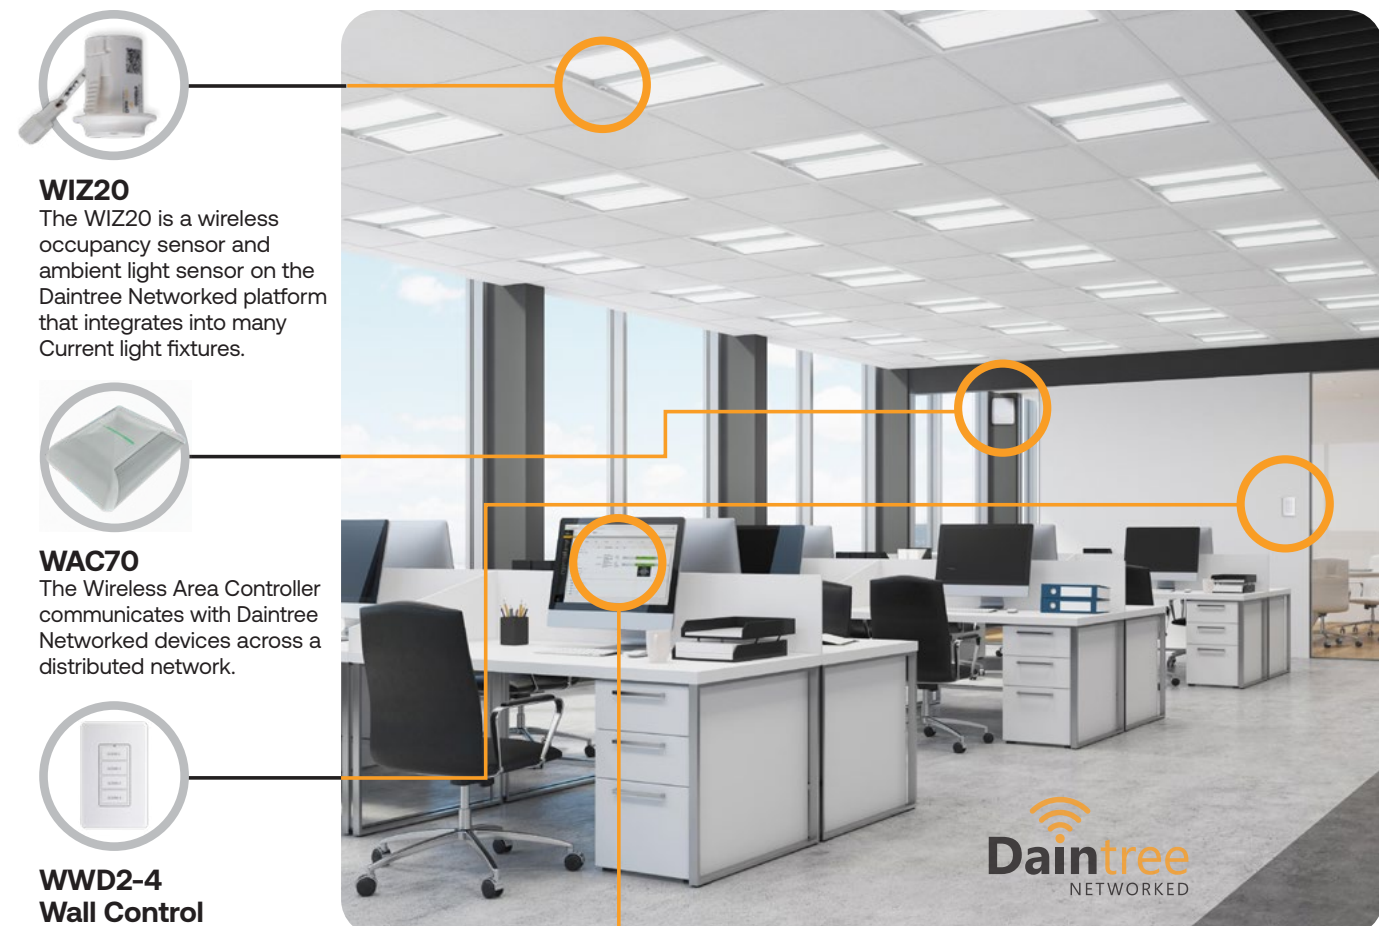 WIZ20
The WIZ20 is a wireless
occupancy sensor and
ambient light sensor on the
Daintree Networked platform
that integrates into many
Current light fixtures.
WAC70
The Wireless Area Controller
communicates with Daintree
Networked devices across a
distributed network.
WWD2-4
Wall Control
Daintree
NETWORKED